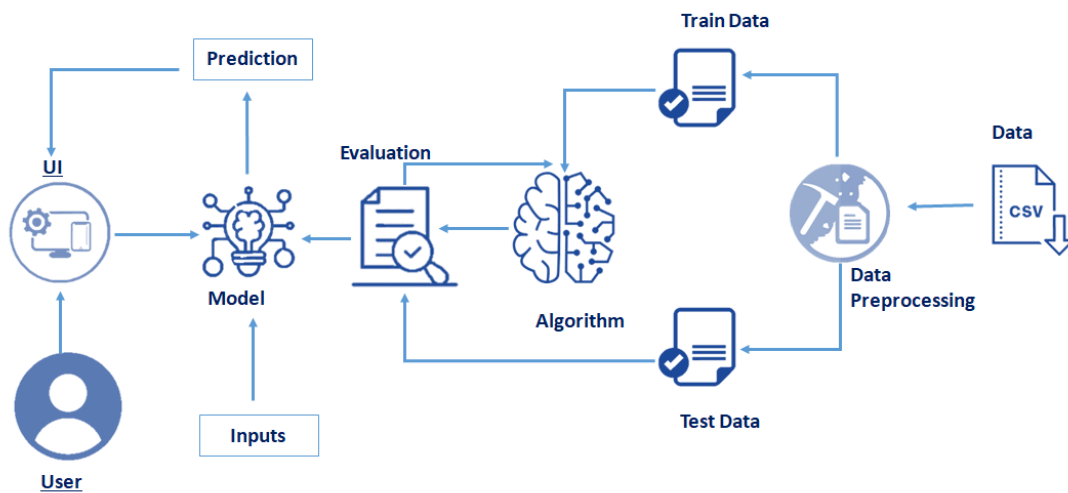 Train Data
Prediction
Data
Evaluation
UI
CSV
Data
Preprocessing
Model
Algorithm
Test Data
Inputs
User